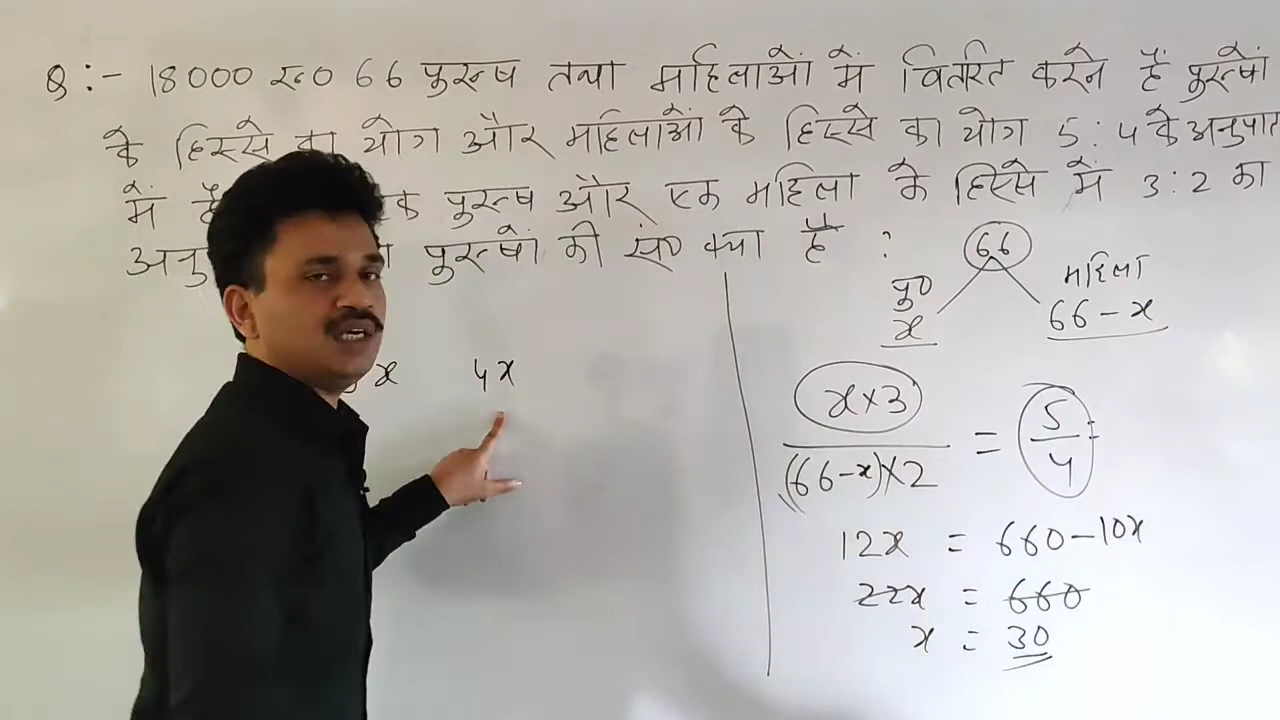 Q :- 18000 रु० 66 पुरूष तथा महिलाओं में वितरित करने हैं पुरूषों
के हिस्से का योग और महिलाओं के हिस्से का योग 5 : 4 के अनुपात
में पुरूष और एक महिला के हिस्से में 3 : 2 का
पुरूषों की सं० क्या है ?
66
पु० महिला
x 66 - x
x 4x
x×3 / (66-x)×2 = 5/4
12x = 660 - 10x
22x = 660
x = 30